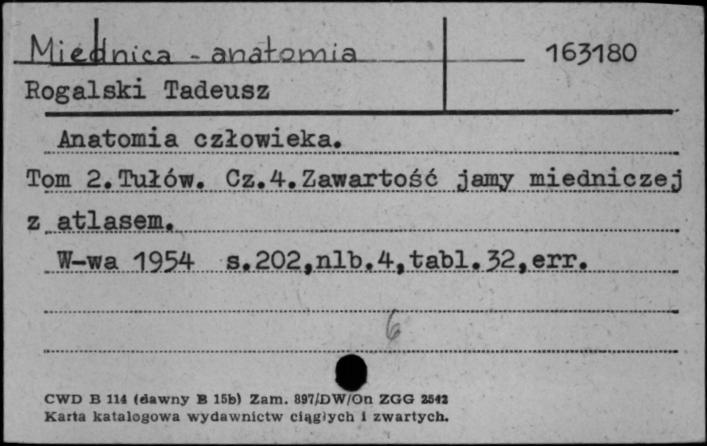 Miednica - anatomia 163180
Rogalski Tadeusz
Anatomia człowieka.
Tom 2.Tułów. Cz.4.Zawartość jamy miedniczej
z atlasem.
W-wa 1954 s.202,nlb.4,tabl.32,err.
6
CWD B 114 (dawny B 15b) Zam. 897/DW/On ZGG 2542
Karta katalogowa wydawnictw ciągłych i zwartych.